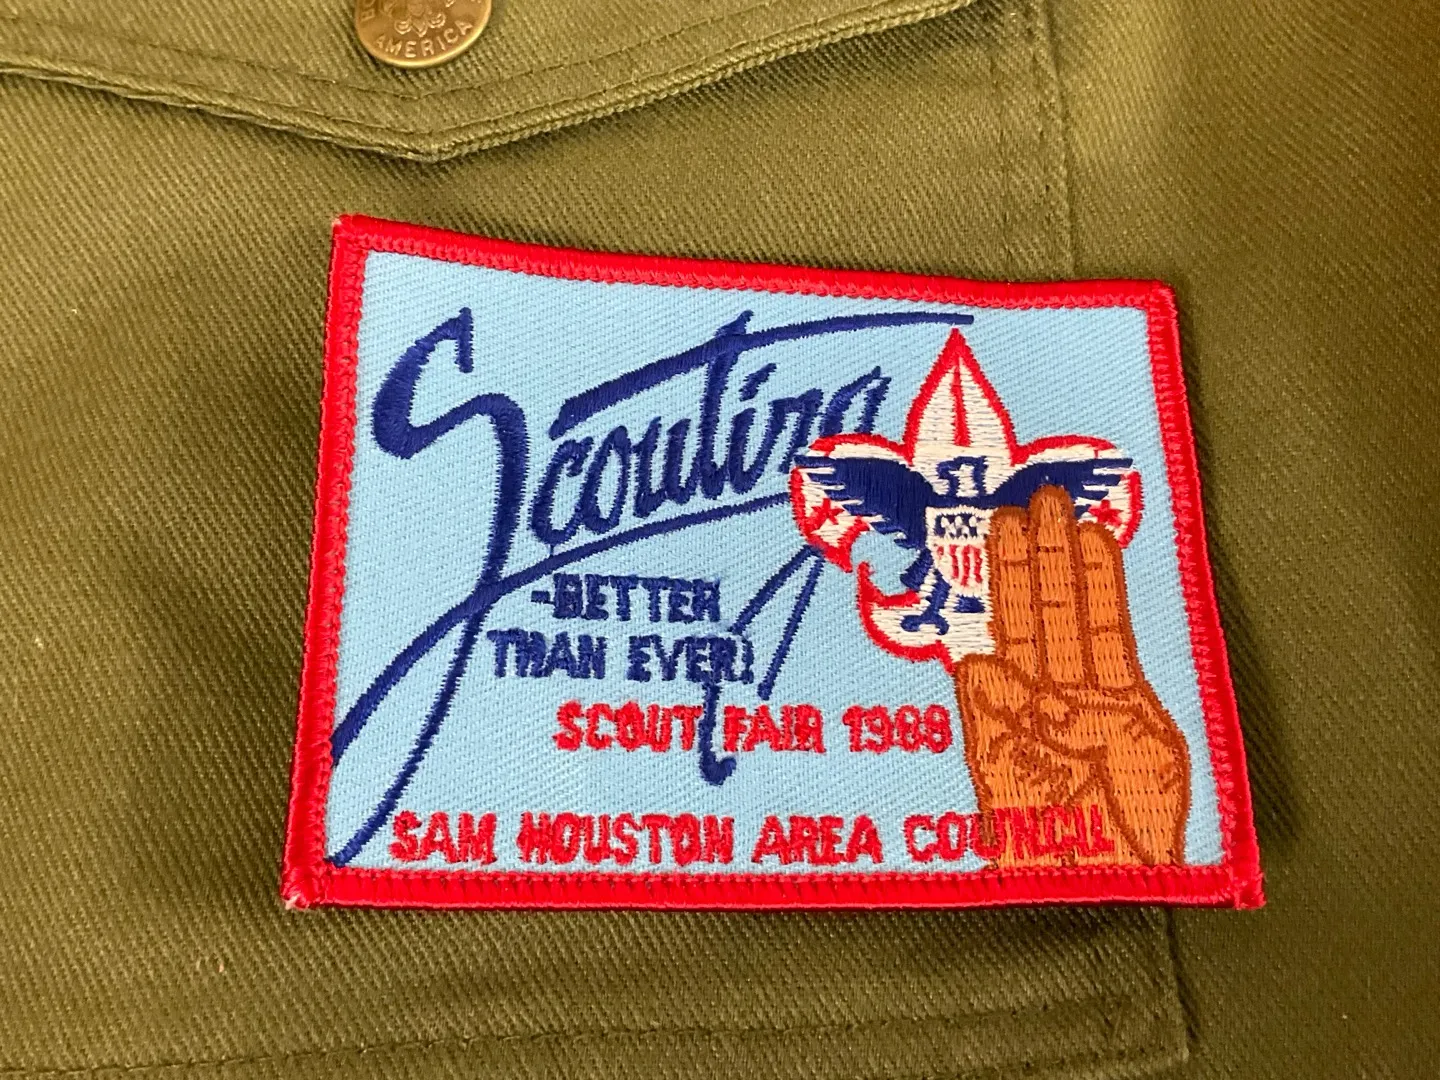 AMERICA
Scouting
-BETTER
THAN EVER!
SCOUT FAIR 1988
SAM HOUSTON AREA COUNCIL